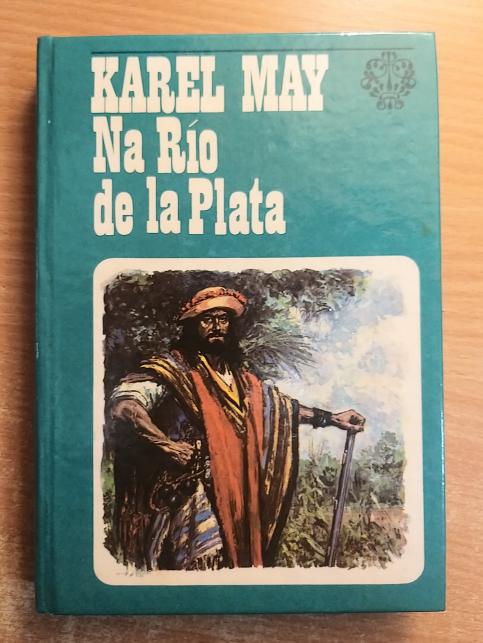 KAREL MAY
Na Río
de la Plata